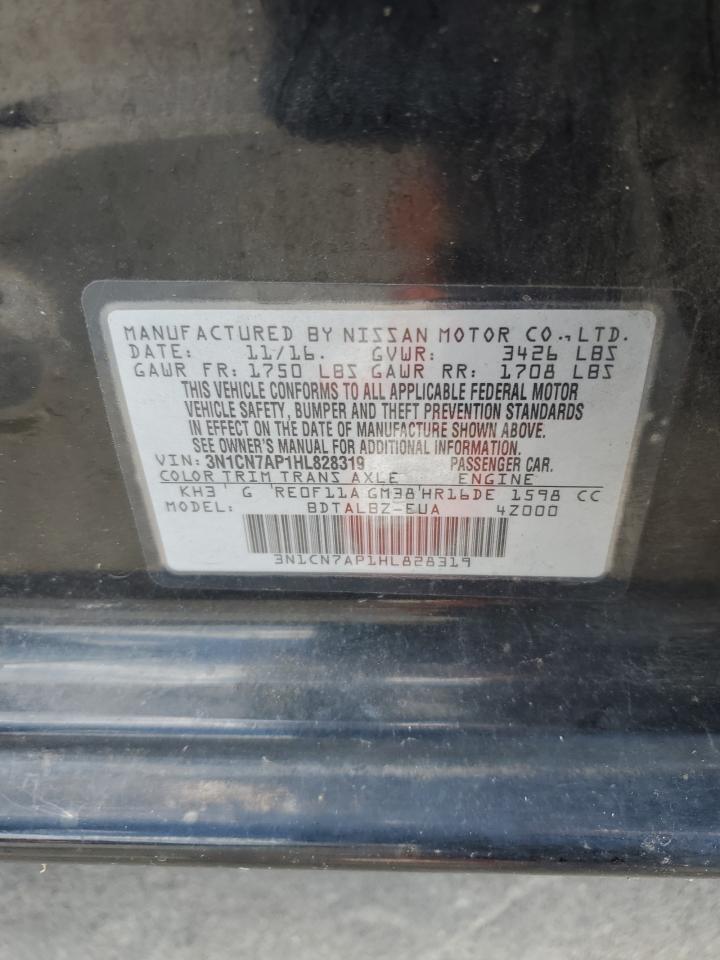 MANUFACTURED BY NISSAN MOTOR CO., LTD.
DATE: 11/16. GVWR: 3426 LBS
GAWR FR: 1750 LBS GAWR RR: 1708 LBS
THIS VEHICLE CONFORMS TO ALL APPLICABLE FEDERAL MOTOR
VEHICLE SAFETY, BUMPER AND THEFT PREVENTION STANDARDS
IN EFFECT ON THE DATE OF MANUFACTURE SHOWN ABOVE.
SEE OWNER'S MANUAL FOR ADDITIONAL INFORMATION.
VIN: 3N1CN7AP1HL828319 PASSENGER CAR.
COLOR TRIM TRANS AXLE ENGINE
KH3 G RE0F11A GM38 HR16DE 1598 CC
MODEL: BDTALBZ-EUA 4Z000
3N1CN7AP1HL828319